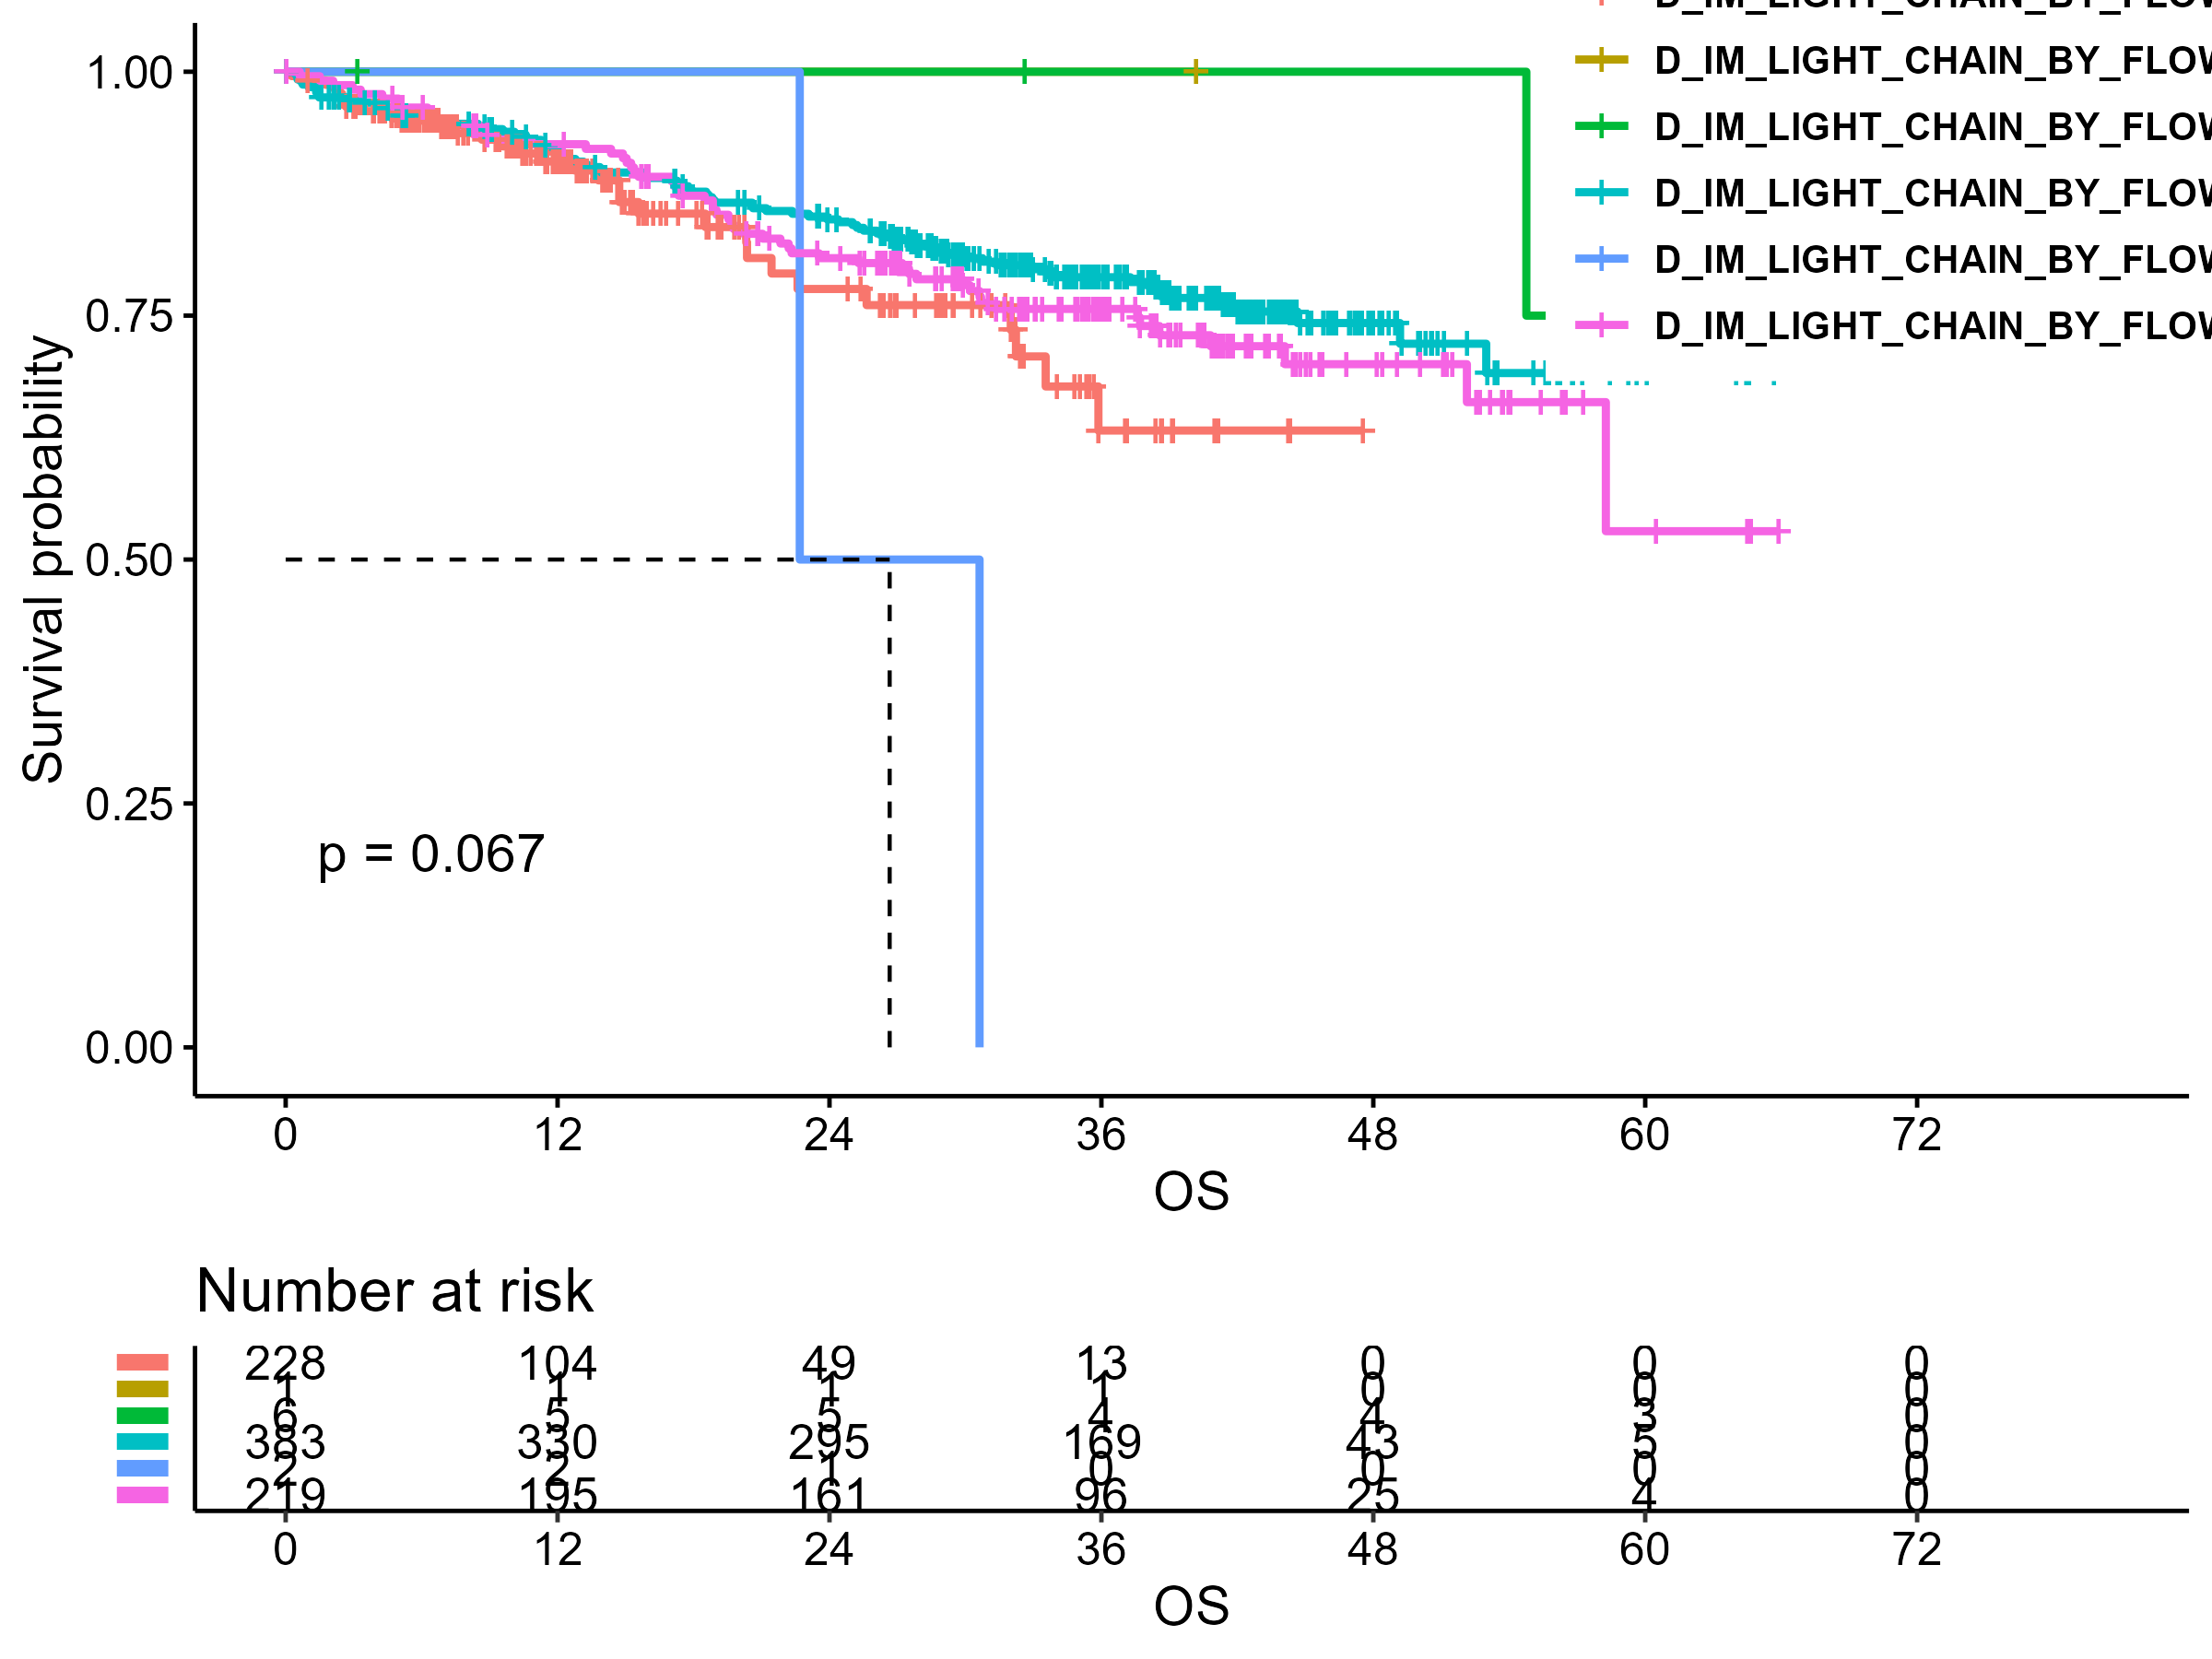 D_IM_LIGHT_CHAIN_BY_FLOW
D_IM_LIGHT_CHAIN_BY_FLOW
D_IM_LIGHT_CHAIN_BY_FLOW
D_IM_LIGHT_CHAIN_BY_FLOW
D_IM_LIGHT_CHAIN_BY_FLOW
D_IM_LIGHT_CHAIN_BY_FLOW
Survival probability
1.00
0.75
0.50
0.25
0.00
p = 0.067
0 12 24 36 48 60 72
OS
Number at risk
228 104 49 13 0 0 0
1 1 1 1 0 0 0
6 5 5 4 4 3 0
383 330 295 169 43 5 0
2 2 1 0 0 0 0
219 195 161 96 25 4 0
0 12 24 36 48 60 72
OS